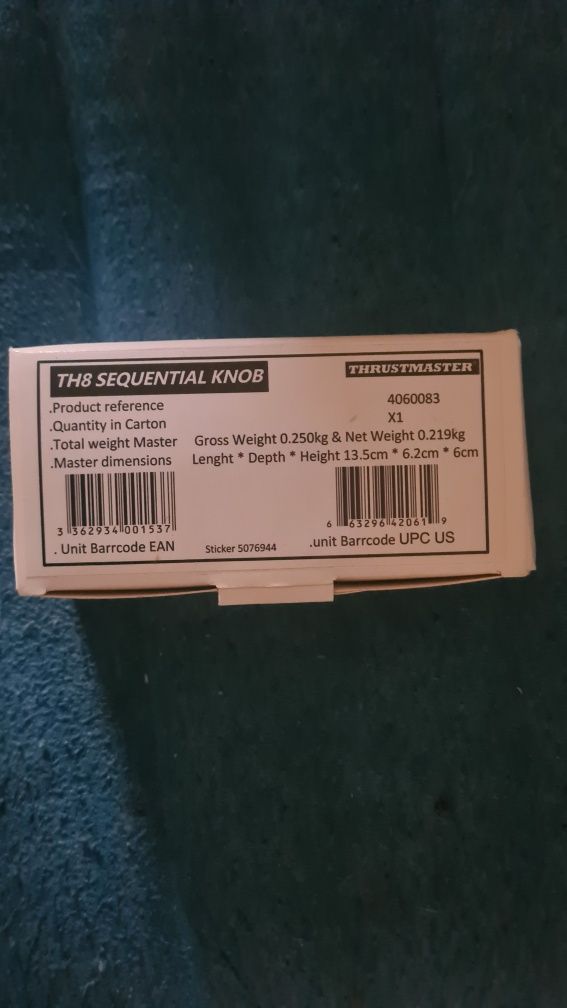 TH8 SEQUENTIAL KNOB
THRUSTMASTER
.Product reference 4060083
.Quantity in Carton X1
.Total weight Master Gross Weight 0.250kg & Net Weight 0.219kg
.Master dimensions Lenght * Depth * Height 13.5cm * 6.2cm * 6cm
3 362934 001537
6 63296 42061 9
. Unit Barrcode EAN Sticker 5076944 .unit Barrcode UPC US